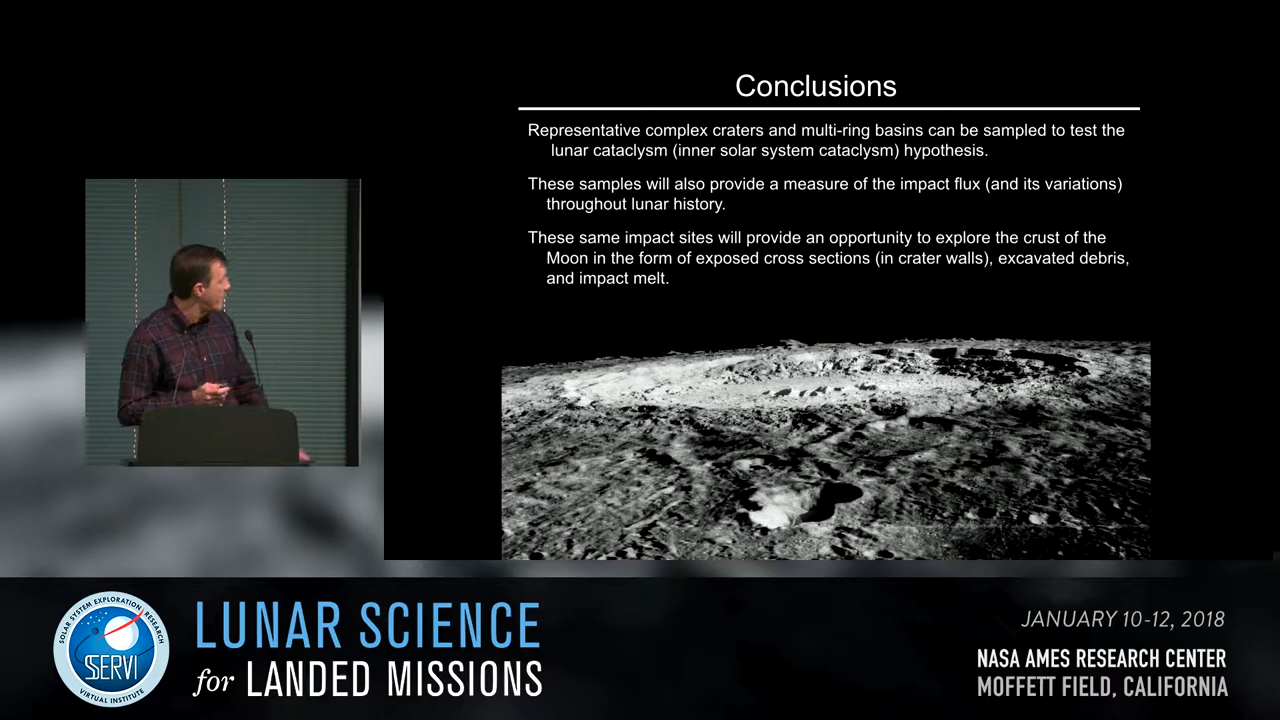 Conclusions
Representative complex craters and multi-ring basins can be sampled to test the
lunar cataclysm (inner solar system cataclysm) hypothesis.
These samples will also provide a measure of the impact flux (and its variations)
throughout lunar history.
These same impact sites will provide an opportunity to explore the crust of the
Moon in the form of exposed cross sections (in crater walls), excavated debris,
and impact melt.
SOLAR SYSTEM EXPLORATION RESEARCH
SSERVI
VIRTUAL INSTITUTE
LUNAR SCIENCE
for LANDED MISSIONS
JANUARY 10-12, 2018
NASA AMES RESEARCH CENTER
MOFFETT FIELD, CALIFORNIA